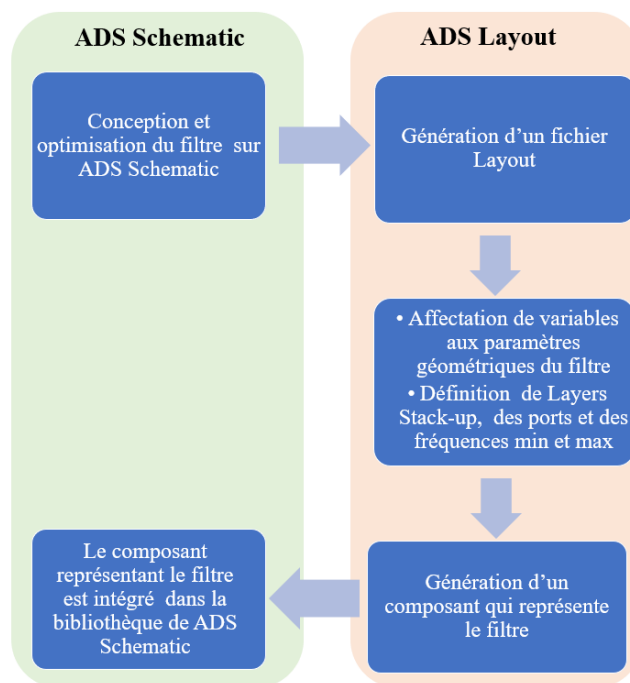 ADS Schematic
ADS Layout
Conception et
optimisation du filtre sur
ADS Schematic
Génération d’un fichier
Layout
• Affectation de variables
aux paramètres
géométriques du filtre
• Définition de Layers
Stack-up, des ports et des
fréquences min et max
Génération d’un
composant qui représente
le filtre
Le composant
représentant le filtre
est intégré dans la
bibliothèque de ADS
Schematic